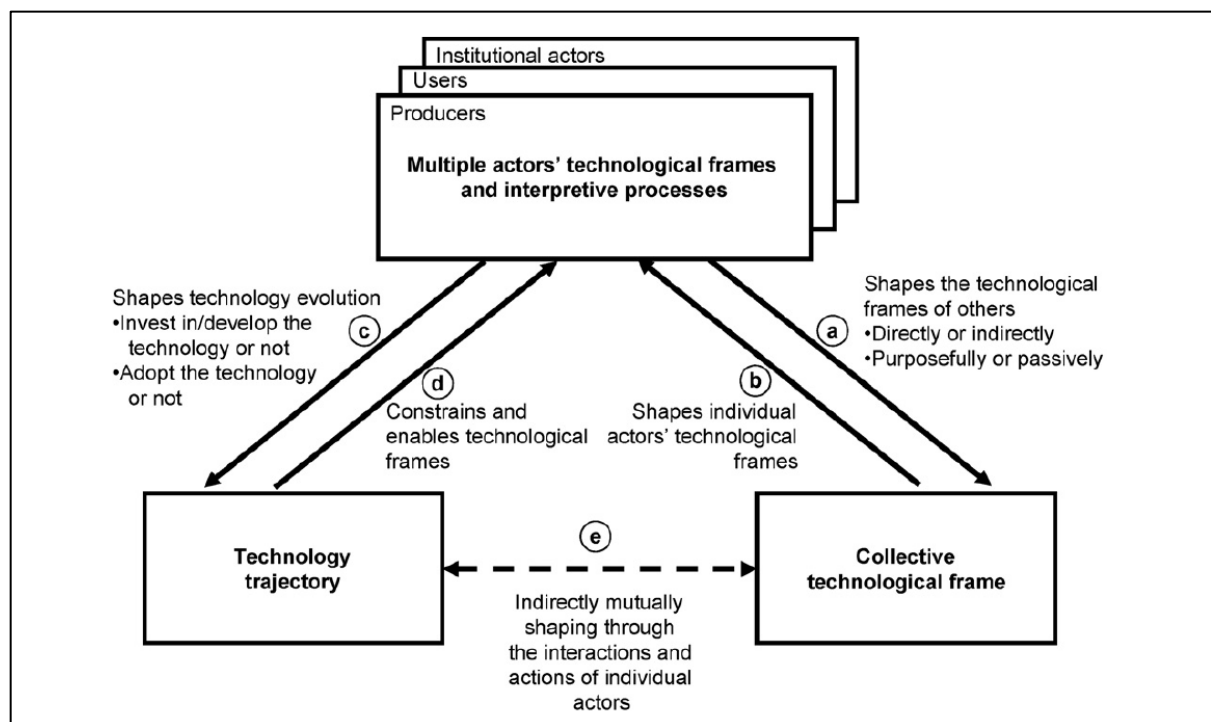 Institutional actors
Users
Producers
Multiple actors’ technological frames
and interpretive processes
Shapes technology evolution
•Invest in/develop the
technology or not
•Adopt the technology
or not
c
d
Constrains and
enables technological
frames
Shapes the technological
frames of others
•Directly or indirectly
•Purposefully or passively
a
b
Shapes individual
actors’ technological
frames
Technology
trajectory
e
Indirectly mutually
shaping through
the interactions and
actions of individual
actors
Collective
technological frame